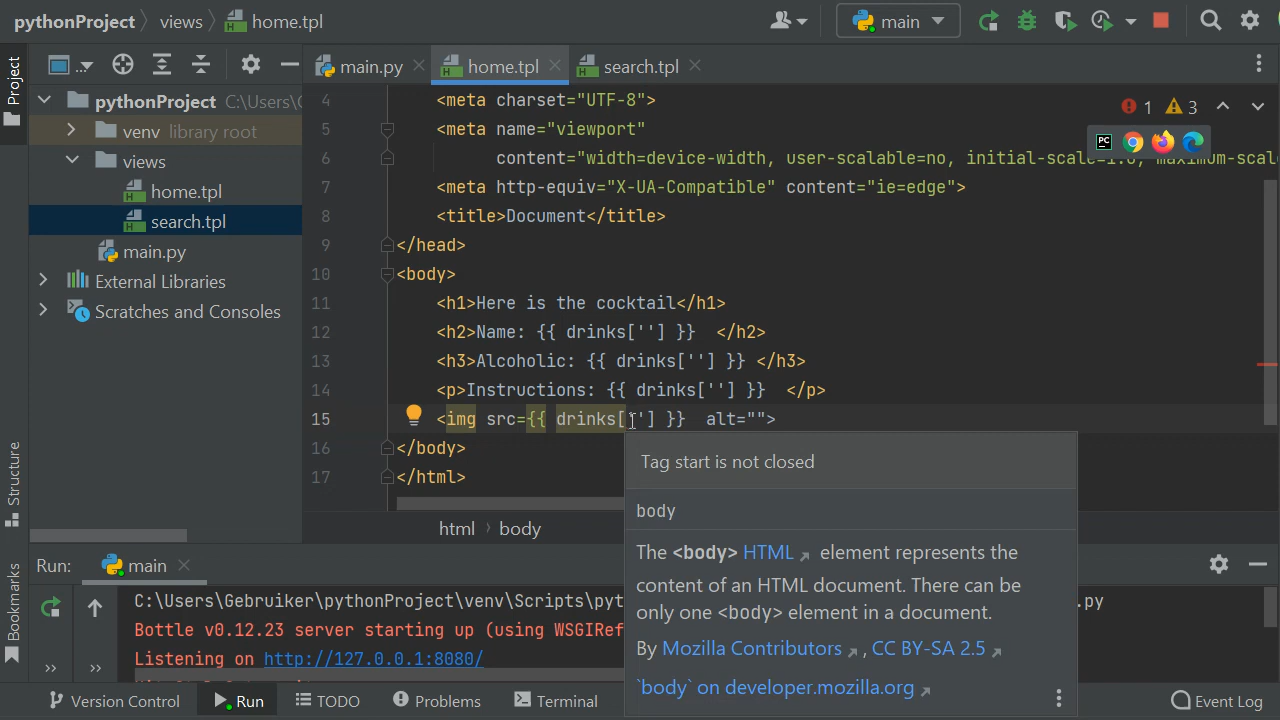 pythonProject views home.tpl main
Project
main.py home.tpl search.tpl
pythonProject C:\Users\
venv library root
views
home.tpl
search.tpl
main.py
External Libraries
Scratches and Consoles
Structure
Bookmarks
4 <meta charset="UTF-8">
1 3
5 <meta name="viewport"
PC
6 content="width=device-width, user-scalable=no, initial-scale=1.0, maximum-scal
7 <meta http-equiv="X-UA-Compatible" content="ie=edge">
8 <title>Document</title>
9 </head>
10 <body>
11 <h1>Here is the cocktail</h1>
12 <h2>Name: {{ drinks[''] }} </h2>
13 <h3>Alcoholic: {{ drinks[''] }} </h3>
14 <p>Instructions: {{ drinks[''] }} </p>
15 <img src={{ drinks[''] }} alt="">
16 </body>
17 </html>
Tag start is not closed
body
The <body> HTML element represents the
content of an HTML document. There can be
only one <body> element in a document.
By Mozilla Contributors, CC BY-SA 2.5
`body` on developer.mozilla.org
html › body
Run: main
C:\Users\Gebruiker\pythonProject\venv\Scripts\pyt .py
Bottle v0.12.23 server starting up (using WSGIRef
Listening on http://127.0.0.1:8080/
Version Control Run TODO Problems Terminal Event Log